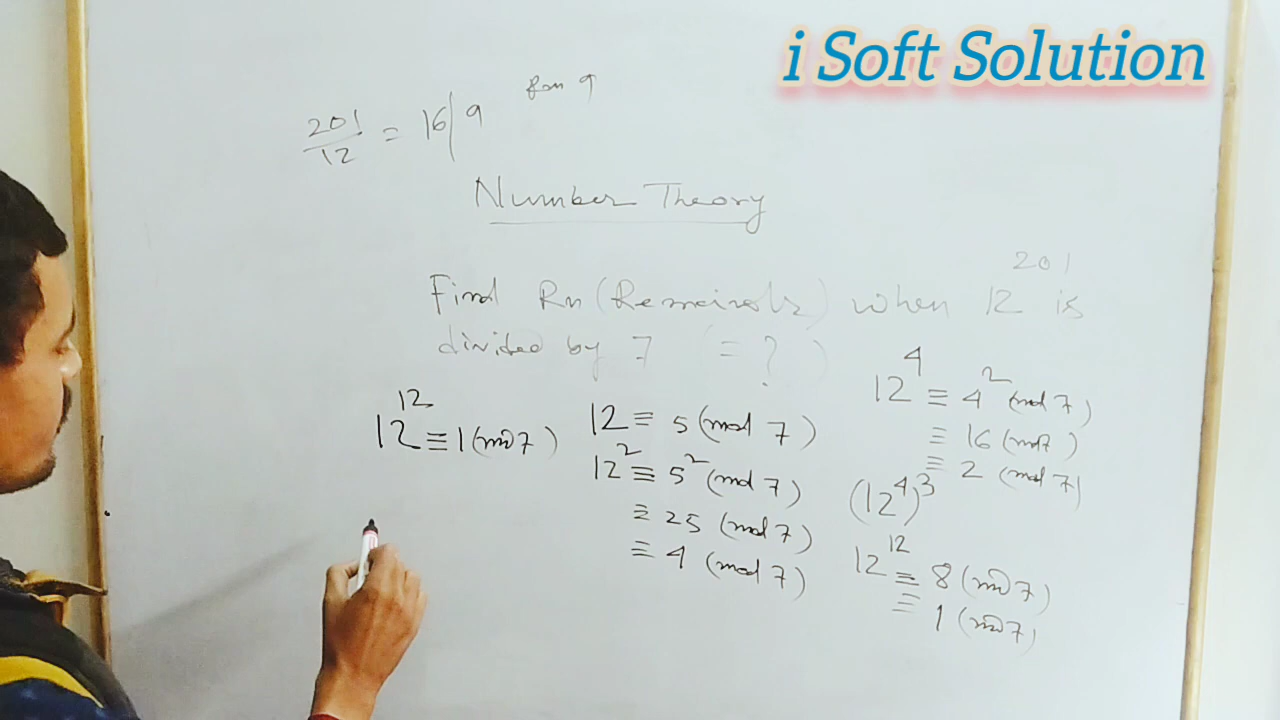 i Soft Solution
201/12 = 16 | 9
Rm 9
Number Theory
Find Rn (Remainder) when 12^201 is
divided by 7 (= ?)
12^12 ≡ 1 (mod 7)
12 ≡ 5 (mod 7)
12^2 ≡ 5^2 (mod 7)
≡ 25 (mod 7)
≡ 4 (mod 7)
12^4 ≡ 4^2 (mod 7)
≡ 16 (mod 7)
≡ 2 (mod 7)
(12^4)^3
12^12 ≡ 8 (mod 7)
≡ 1 (mod 7)